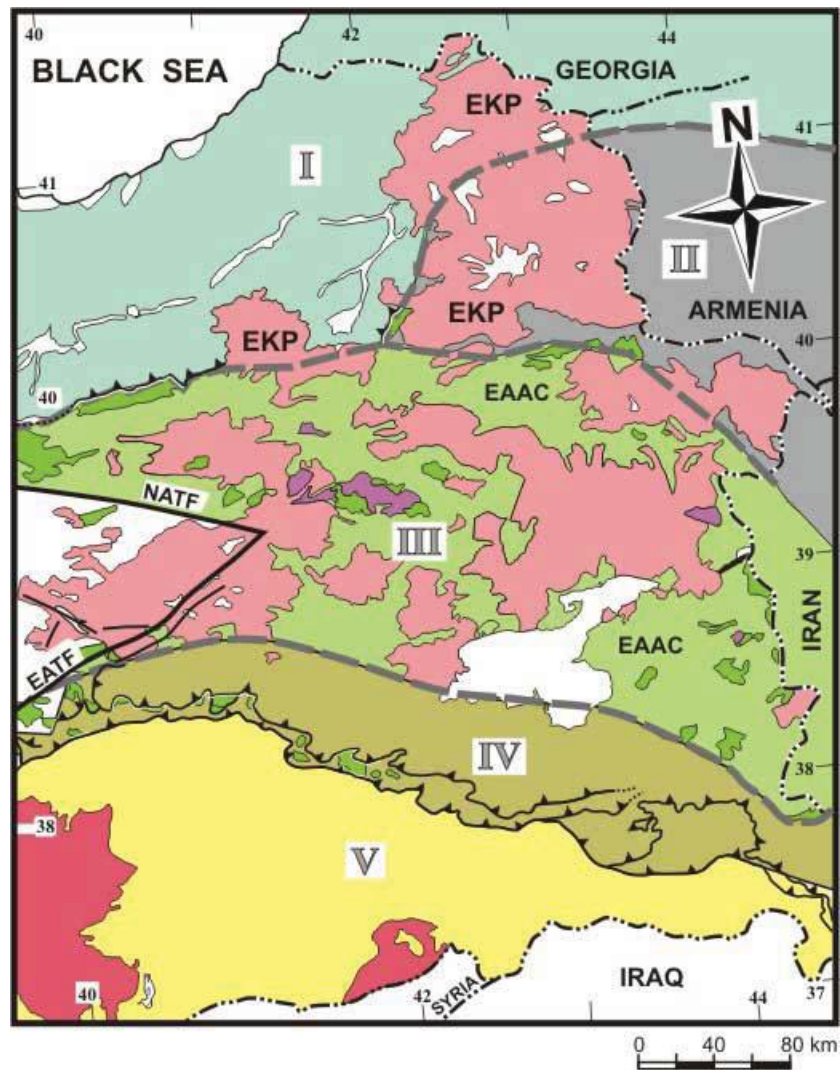 40
42
44
BLACK SEA
GEORGIA
EKP
41
N
I
41
II
ARMENIA
EKP
EKP
40
40
EAAC
NATF
III
39
IRAN
EAAC
EATF
IV
38
38
V
IRAQ
SYRIA
40
42
44
37
0 40 80 km